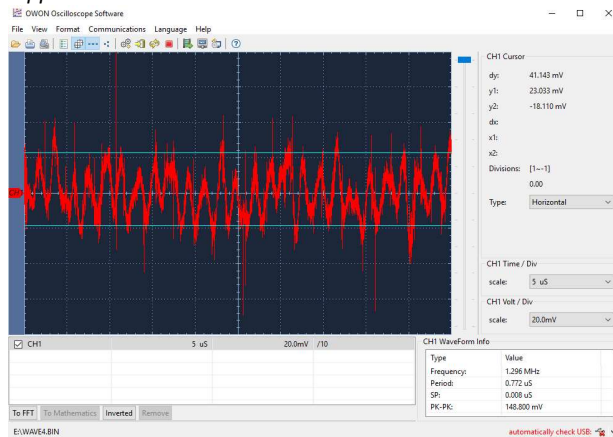 OWON Oscilloscope Software
File View Format Communications Language Help
CH1 Cursor
dy: 41.143 mV
y1: 23.033 mV
y2: -18.110 mV
dx:
x1:
x2:
Divisions: [1~-1]
0.00
Type: Horizontal
CH1
CH1 Time / Div
scale: 5 uS
CH1 Volt / Div
scale: 20.0mV
CH1 5 uS 20.0mV /10
CH1 WaveForm Info
Type Value
Frequency: 1.296 MHz
Period: 0.772 uS
SP: 0.008 uS
PK-PK: 148.800 mV
To FFT To Mathematics Inverted Remove
E:\WAVE4.BIN
automatically check USB: